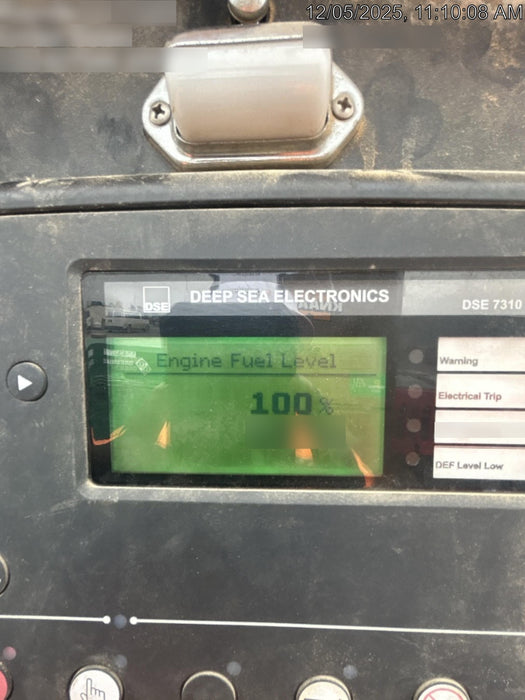 12/05/2025, 11:10:08 AM
DSE
DEEP SEA ELECTRONICS
DSE 7310
Engine Fuel Level
100 %
Warning
Electrical Trip
DEF Level Low